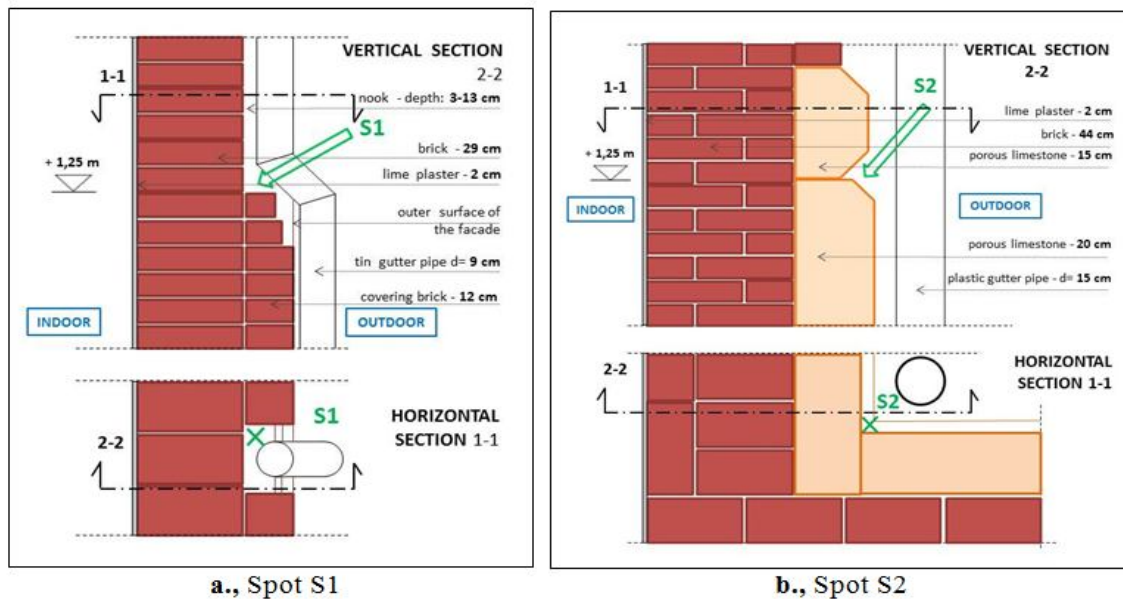 VERTICAL SECTION
2-2
1-1
nook - depth: 3-13 cm
S1
brick - 29 cm
+ 1,25 m
lime plaster - 2 cm
outer surface of
the facade
tin gutter pipe d= 9 cm
covering brick - 12 cm
INDOOR
OUTDOOR
S1
HORIZONTAL
SECTION 1-1
2-2
a., Spot S1
VERTICAL SECTION
2-2
1-1
S2
lime plaster - 2 cm
brick - 44 cm
+ 1,25 m
porous limestone - 15 cm
INDOOR
OUTDOOR
porous limestone - 20 cm
plastic gutter pipe - d= 15 cm
2-2
HORIZONTAL
SECTION 1-1
S2
b., Spot S2